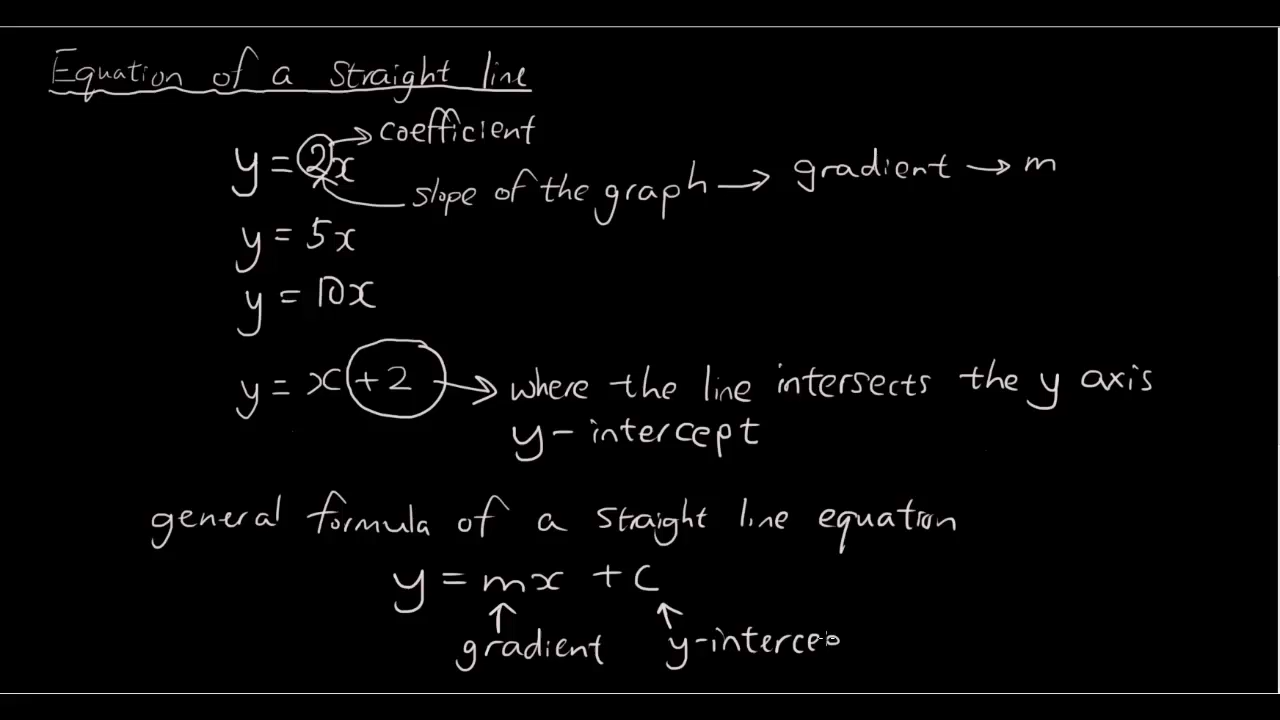 Equation of a straight line
y = 2x → coefficient
slope of the graph → gradient → m
y = 5x
y = 10x
y = x + 2 → where the line intersects the y axis
y - intercept
general formula of a straight line equation
y = mx + c
gradient y-intercep